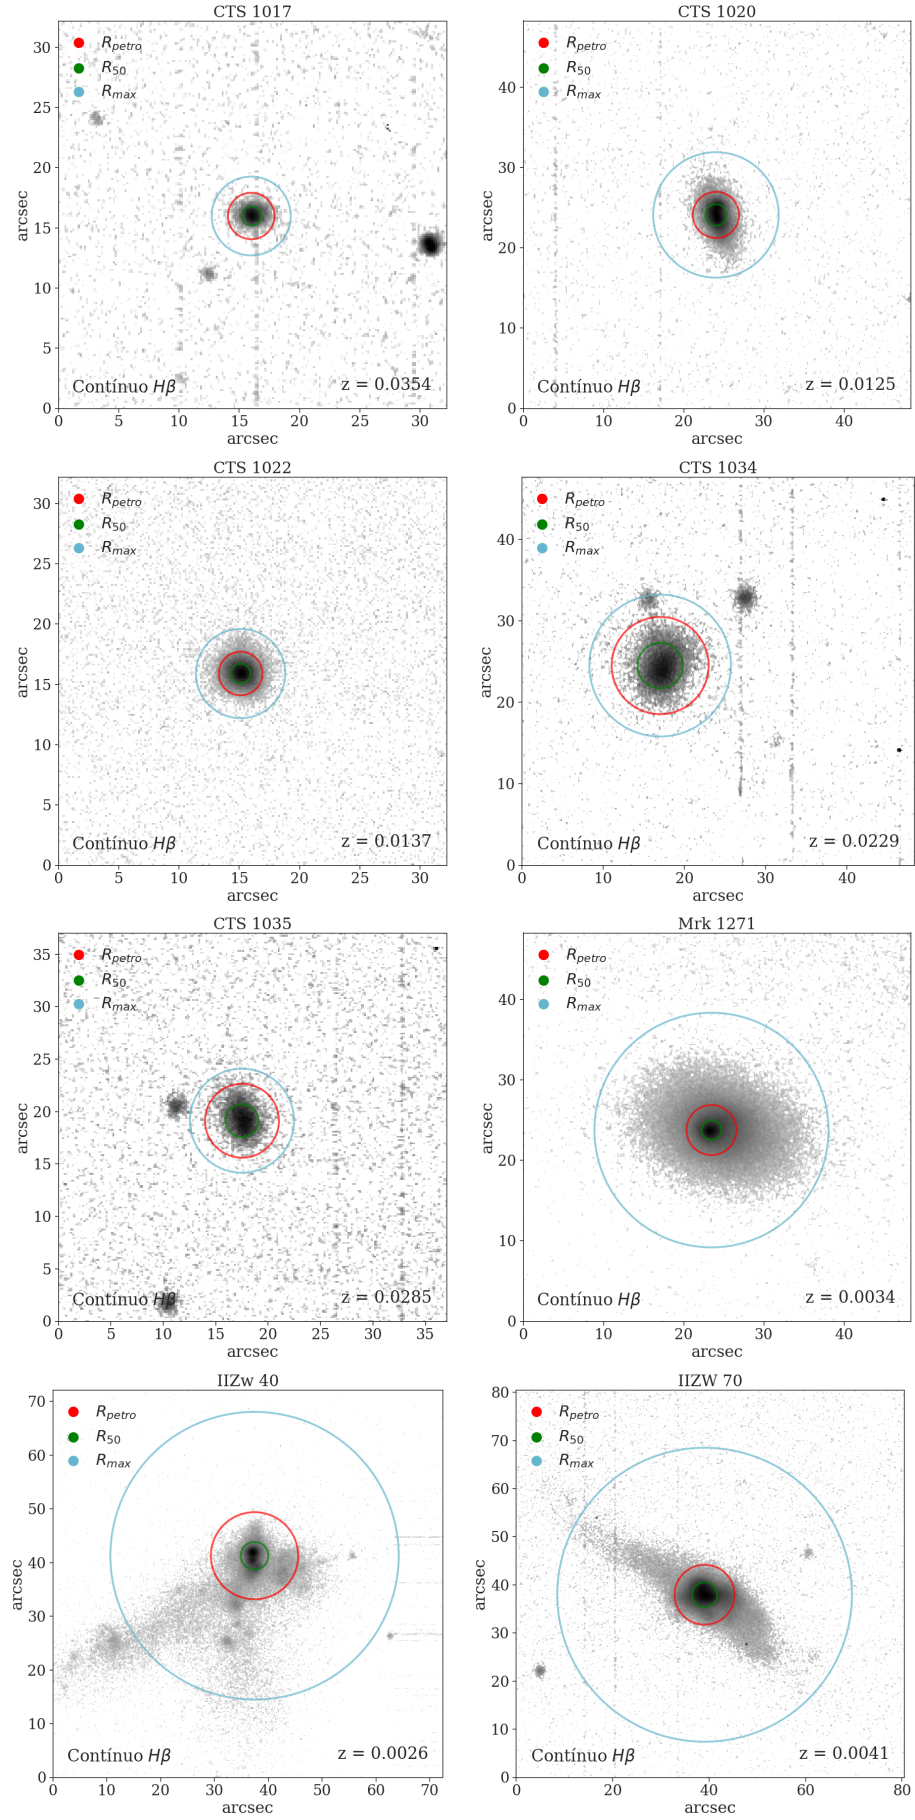 CTS 1017
R_petro
R_50
R_max
arcsec
30
25
20
15
10
5
0
Contínuo Hβ
z = 0.0354
0 5 10 15 20 25 30
arcsec
CTS 1020
R_petro
R_50
R_max
arcsec
40
30
20
10
0
Contínuo Hβ
z = 0.0125
0 10 20 30 40
arcsec
CTS 1022
R_petro
R_50
R_max
arcsec
30
25
20
15
10
5
0
Contínuo Hβ
z = 0.0137
0 5 10 15 20 25 30
arcsec
CTS 1034
R_petro
R_50
R_max
arcsec
40
30
20
10
0
Contínuo Hβ
z = 0.0229
0 10 20 30 40
arcsec
CTS 1035
R_petro
R_50
R_max
arcsec
35
30
25
20
15
10
5
0
Contínuo Hβ
z = 0.0285
0 5 10 15 20 25 30 35
arcsec
Mrk 1271
R_petro
R_50
R_max
arcsec
40
30
20
10
0
Contínuo Hβ
z = 0.0034
0 10 20 30 40
arcsec
IIZw 40
R_petro
R_50
R_max
arcsec
70
60
50
40
30
20
10
0
Contínuo Hβ
z = 0.0026
0 10 20 30 40 50 60 70
arcsec
IIZW 70
R_petro
R_50
R_max
arcsec
80
70
60
50
40
30
20
10
0
Contínuo Hβ
z = 0.0041
0 20 40 60 80
arcsec